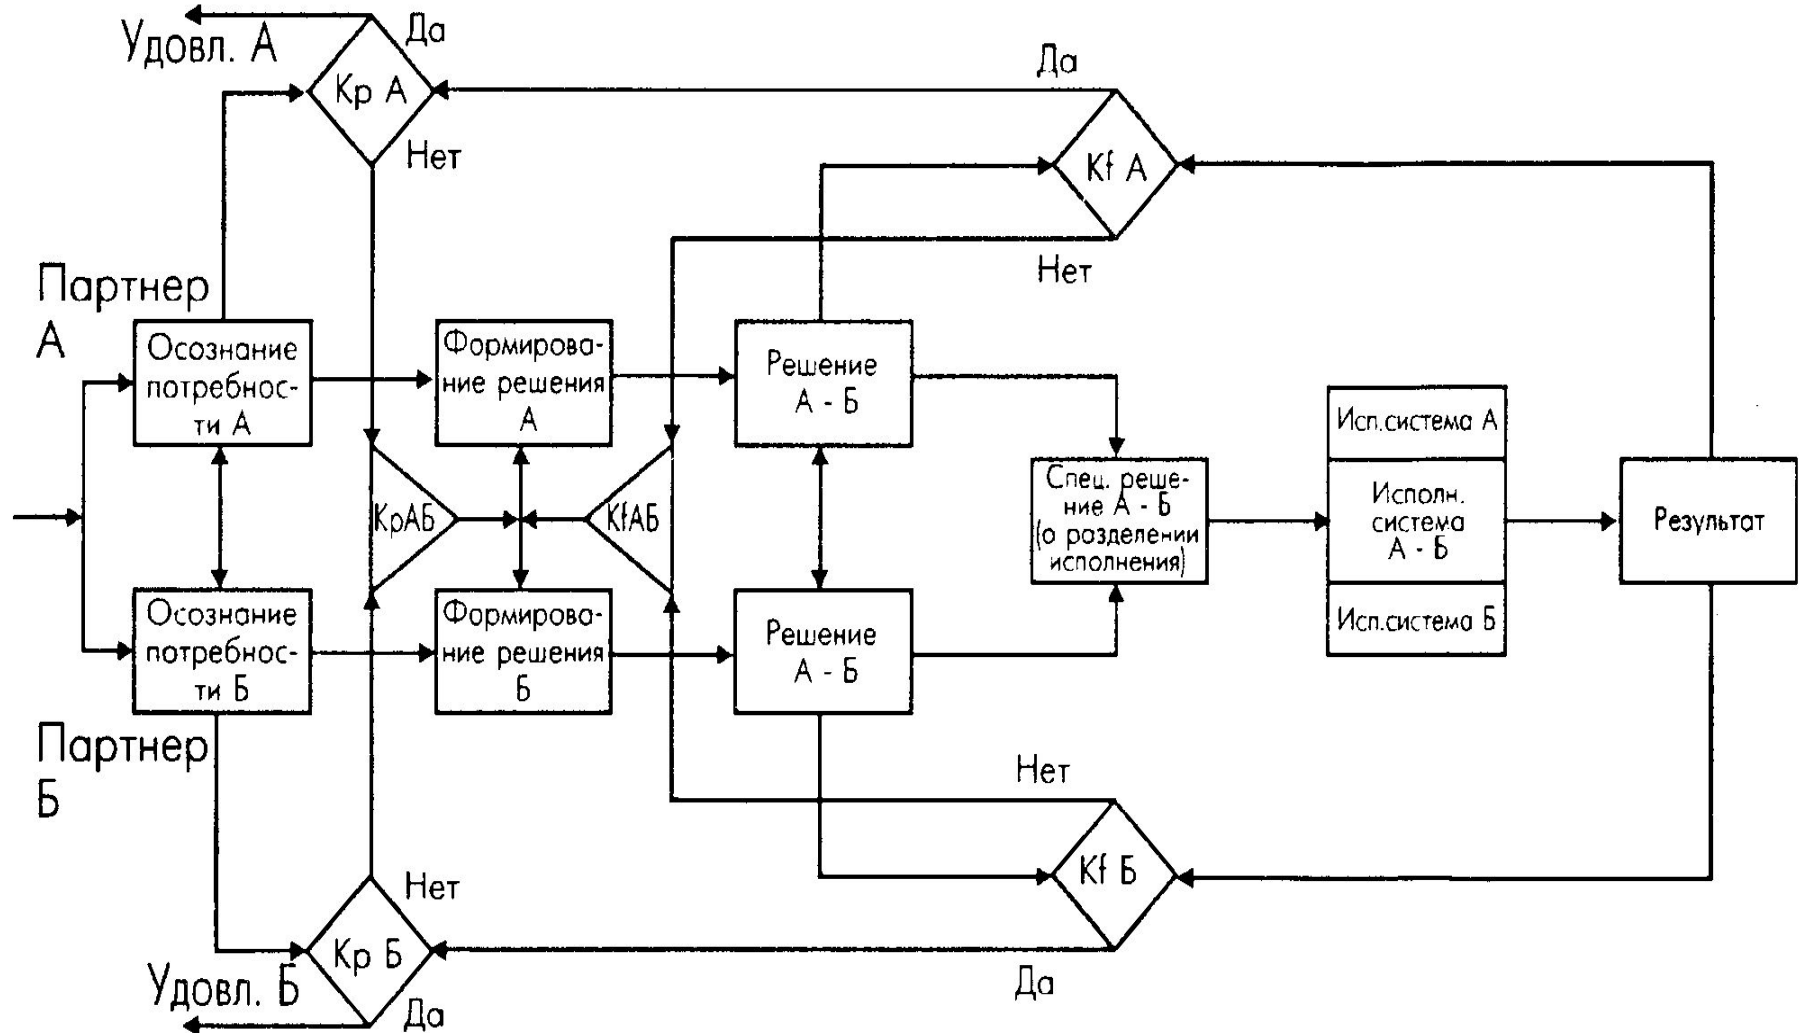 Удовл. А
Да
Кр А
Нет
Да
Kf А
Нет
Партнер
А
Осознание
потребнос-
ти А
Формирова-
ние решения
А
Решение
А - Б
Исп.система А
КрАБ
KfАБ
Спец. реше-
ние А - Б
(о розделении
исполнения)
Исполн.
система
А - Б
Результат
Осознание
потребнос-
ти Б
Формирова-
ние решения
Б
Решение
А - Б
Исп.система Б
Партнер
Б
Нет
Kf Б
Да
Нет
Кр Б
Удовл. Б
Да